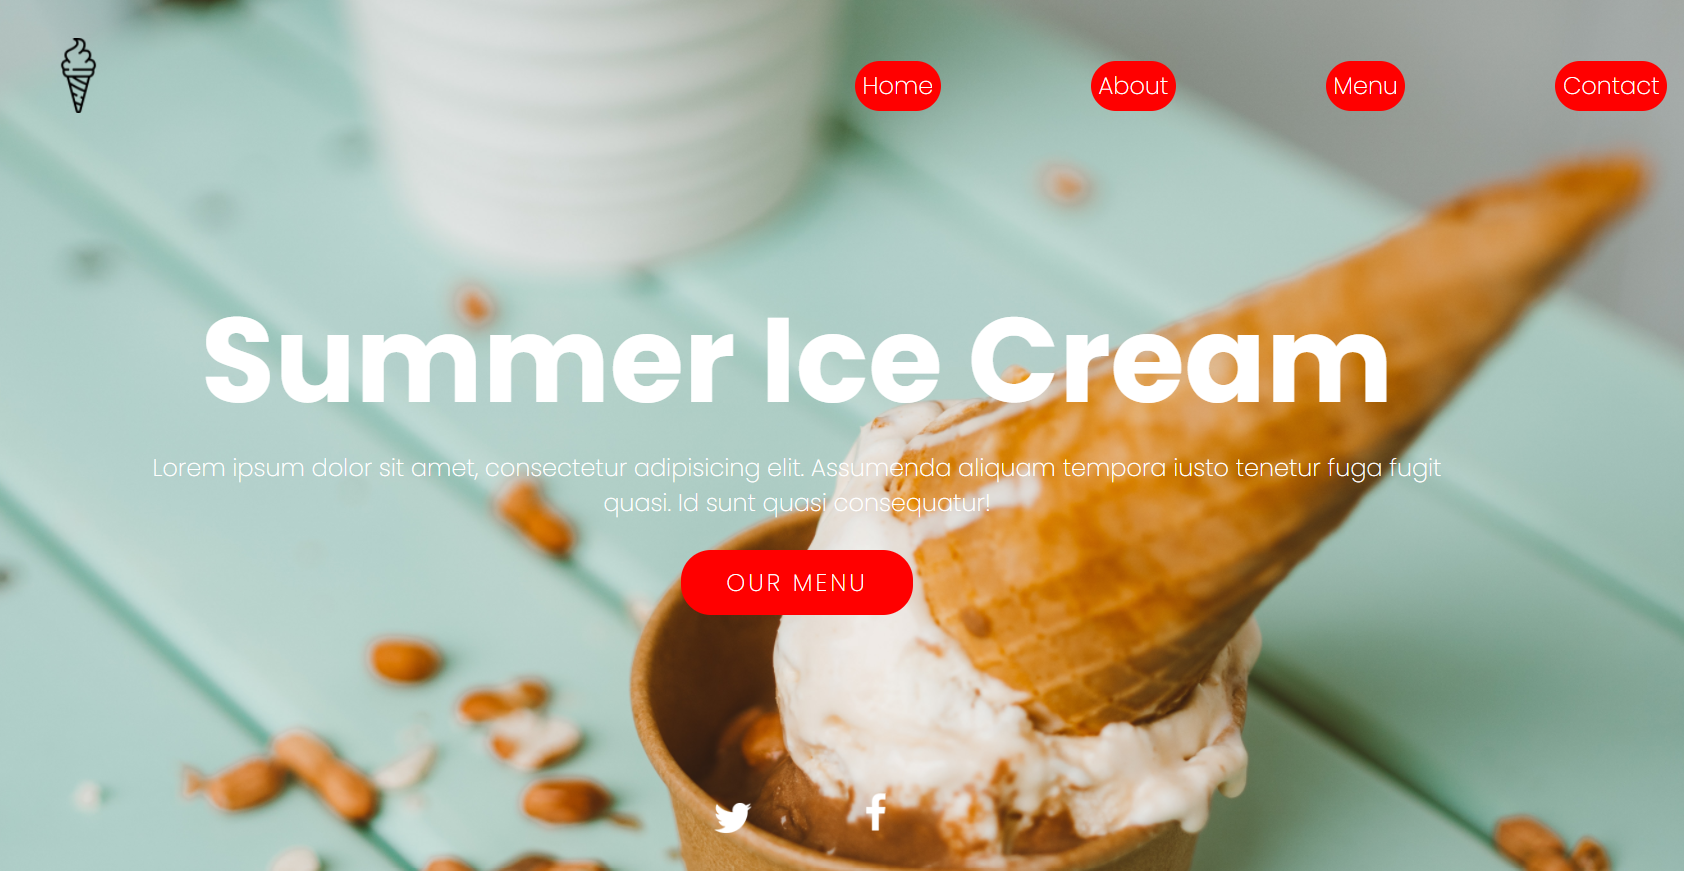 Home
About
Menu
Contact
Summer Ice Cream
Lorem ipsum dolor sit amet, consectetur adipisicing elit. Assumenda aliquam tempora iusto tenetur fuga fugit
quasi. Id sunt quasi consequatur!
OUR MENU